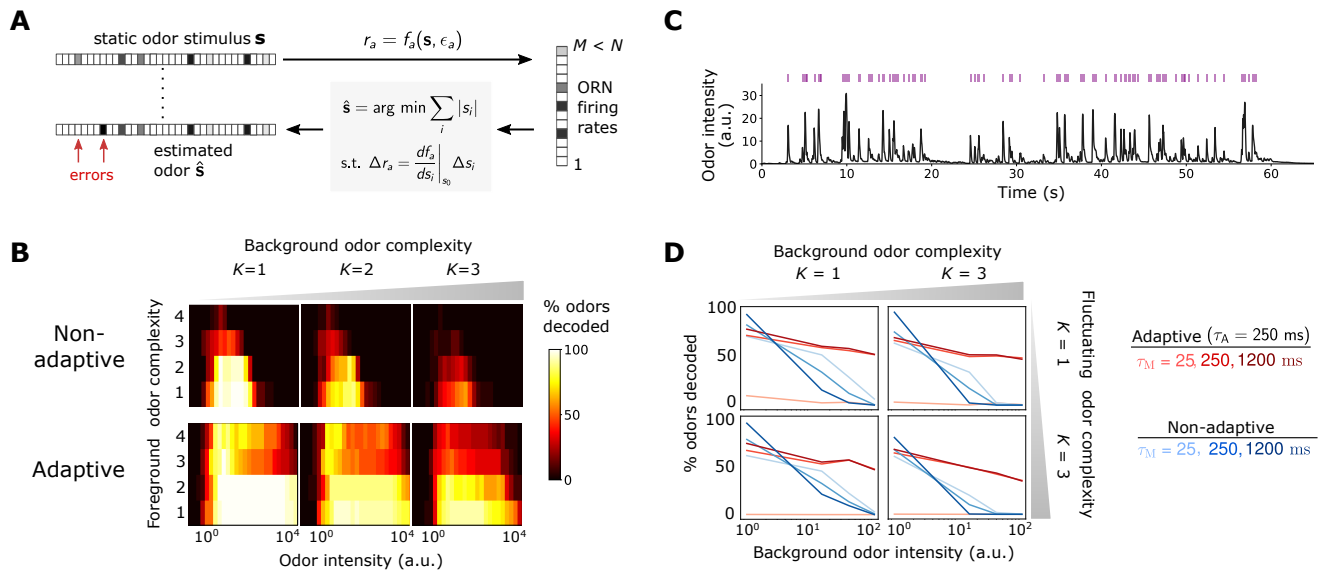 A
static odor stimulus s
r_a = f_a(s, ϵ_a)
M < N
ORN
firing
rates
1
ŝ = arg min ∑_i |s_i|
s.t. Δr_a = df_a/ds_i |_{s_0} Δs_i
estimated
odor ŝ
errors
C
Odor intensity
(a.u.)
30
20
10
0
0 10 20 30 40 50 60
Time (s)
B
Background odor complexity
K=1 K=2 K=3
Non-
adaptive
Adaptive
Foreground odor complexity
4
3
2
1
4
3
2
1
10^0 10^4 10^0 10^4 10^0 10^4
Odor intensity (a.u.)
% odors
decoded
100
50
0
D
Background odor complexity
K = 1 K = 3
% odors decoded
100
50
0
100
50
0
10^0 10^1 10^2 10^0 10^1 10^2
Background odor intensity (a.u.)
Fluctuating odor complexity
K = 1
K = 3
Adaptive (τ_A = 250 ms)
τ_M = 25, 250, 1200 ms
Non-adaptive
τ_M = 25, 250, 1200 ms